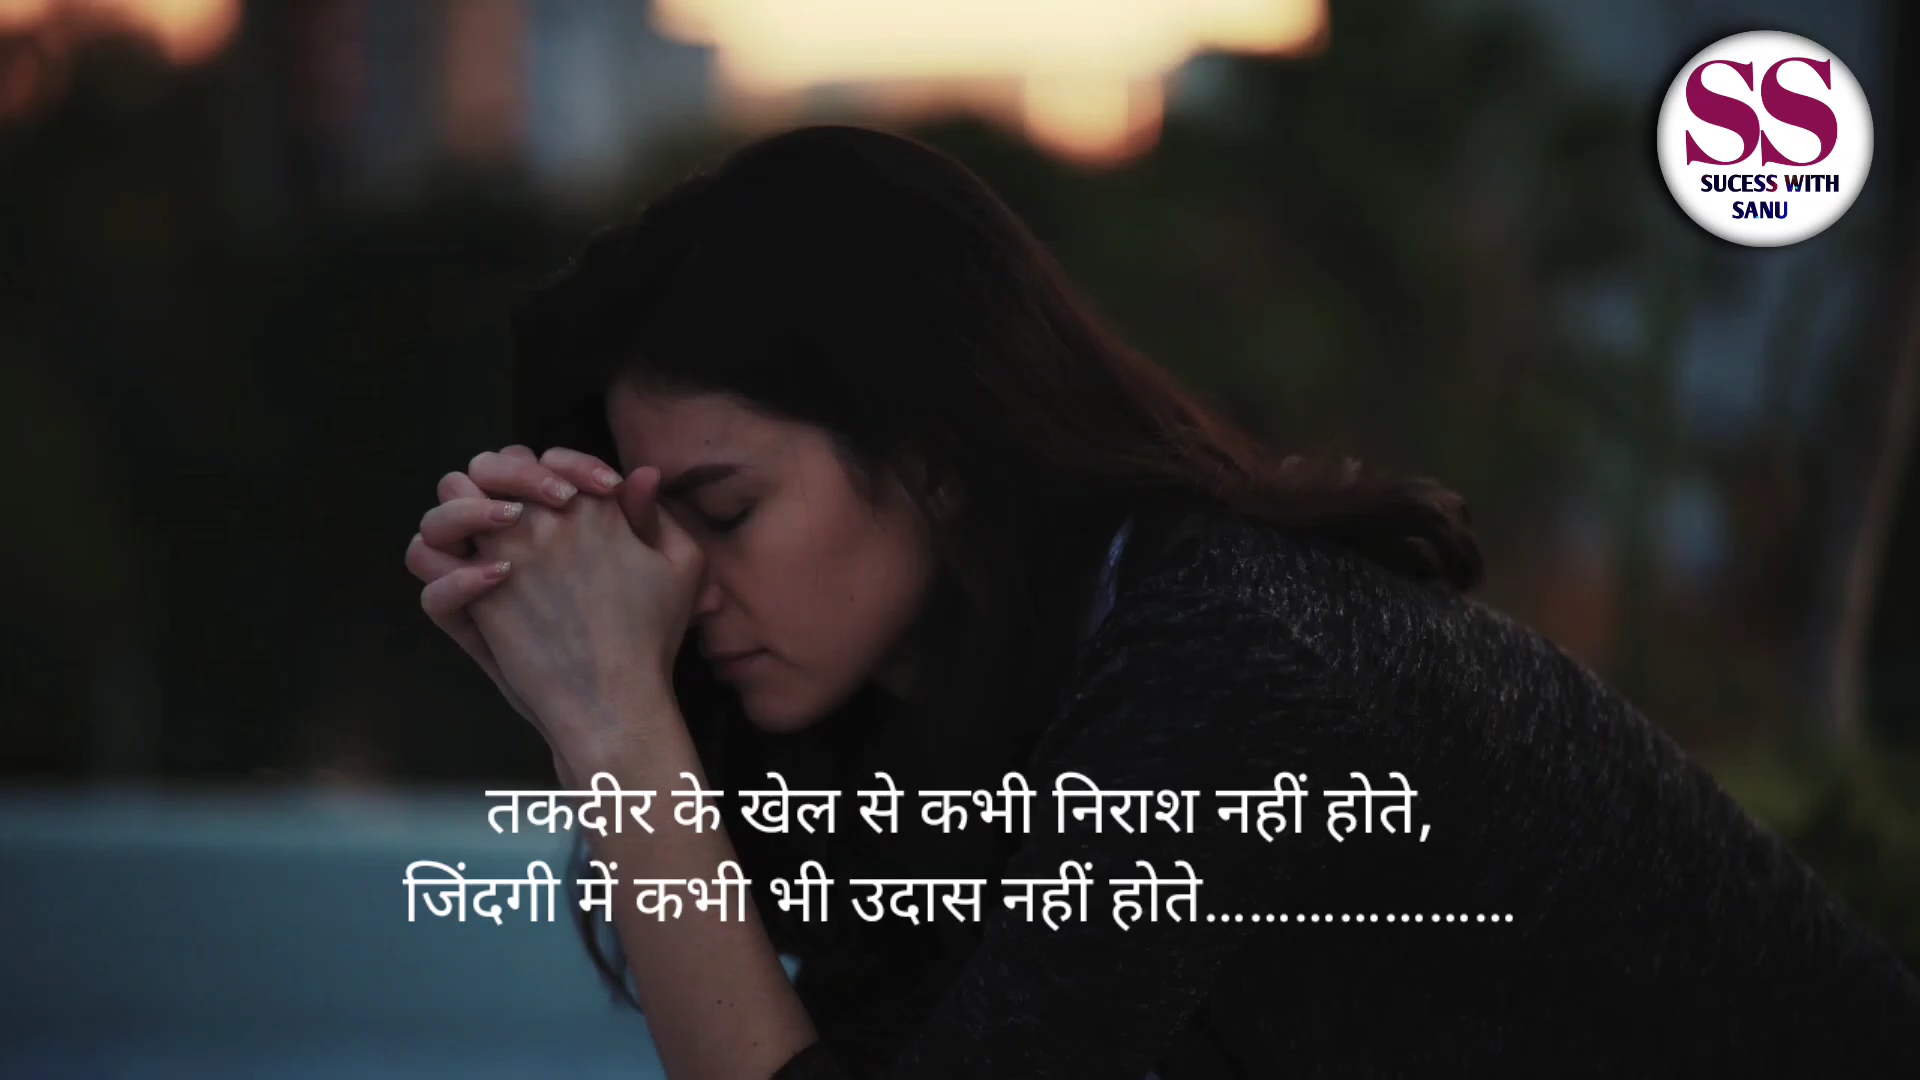 SS
SUCESS WITH
SANU
तकदीर के खेल से कभी निराश नहीं होते,
जिंदगी में कभी भी उदास नहीं होते.....................